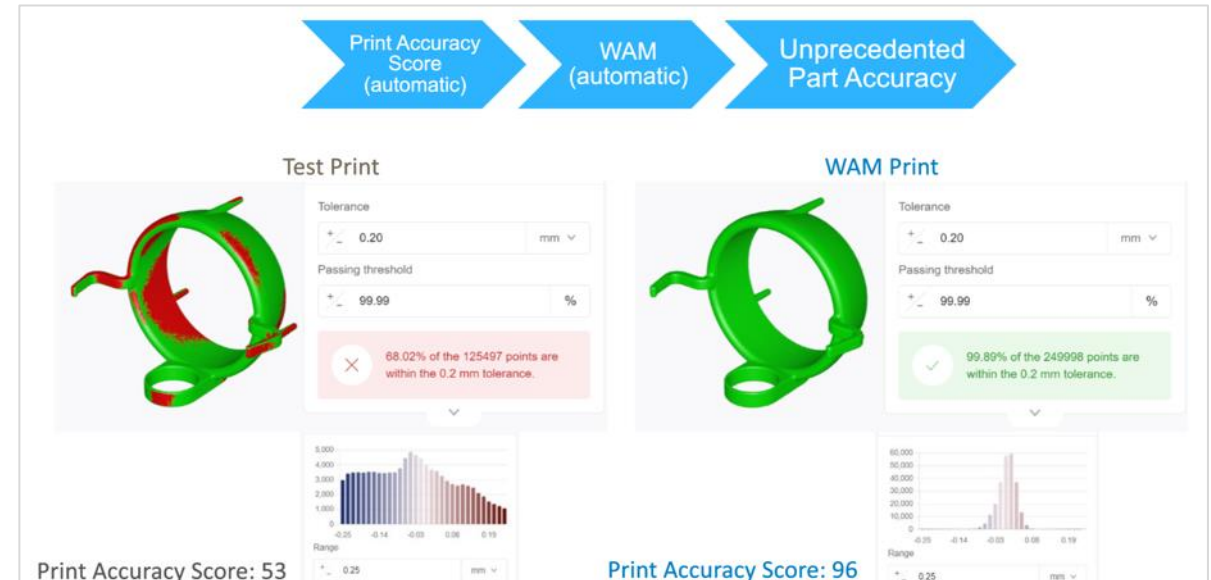 Print Accuracy
Score
(automatic)
WAM
(automatic)
Unprecedented
Part Accuracy
Test Print
Tolerance
+/- 0.20 mm
Passing threshold
+/- 99.99 %
68.02% of the 125497 points are
within the 0.2 mm tolerance.
5,000
4,000
3,000
2,000
1,000
0
-0.25 -0.14 -0.03 0.08 0.19
Range
+/- 0.25 mm
Print Accuracy Score: 53
WAM Print
Tolerance
+/- 0.20 mm
Passing threshold
+/- 99.99 %
99.89% of the 249998 points are
within the 0.2 mm tolerance.
60,000
50,000
40,000
30,000
20,000
10,000
0
-0.25 -0.14 -0.03 0.08 0.19
Range
+/- 0.25 mm
Print Accuracy Score: 96